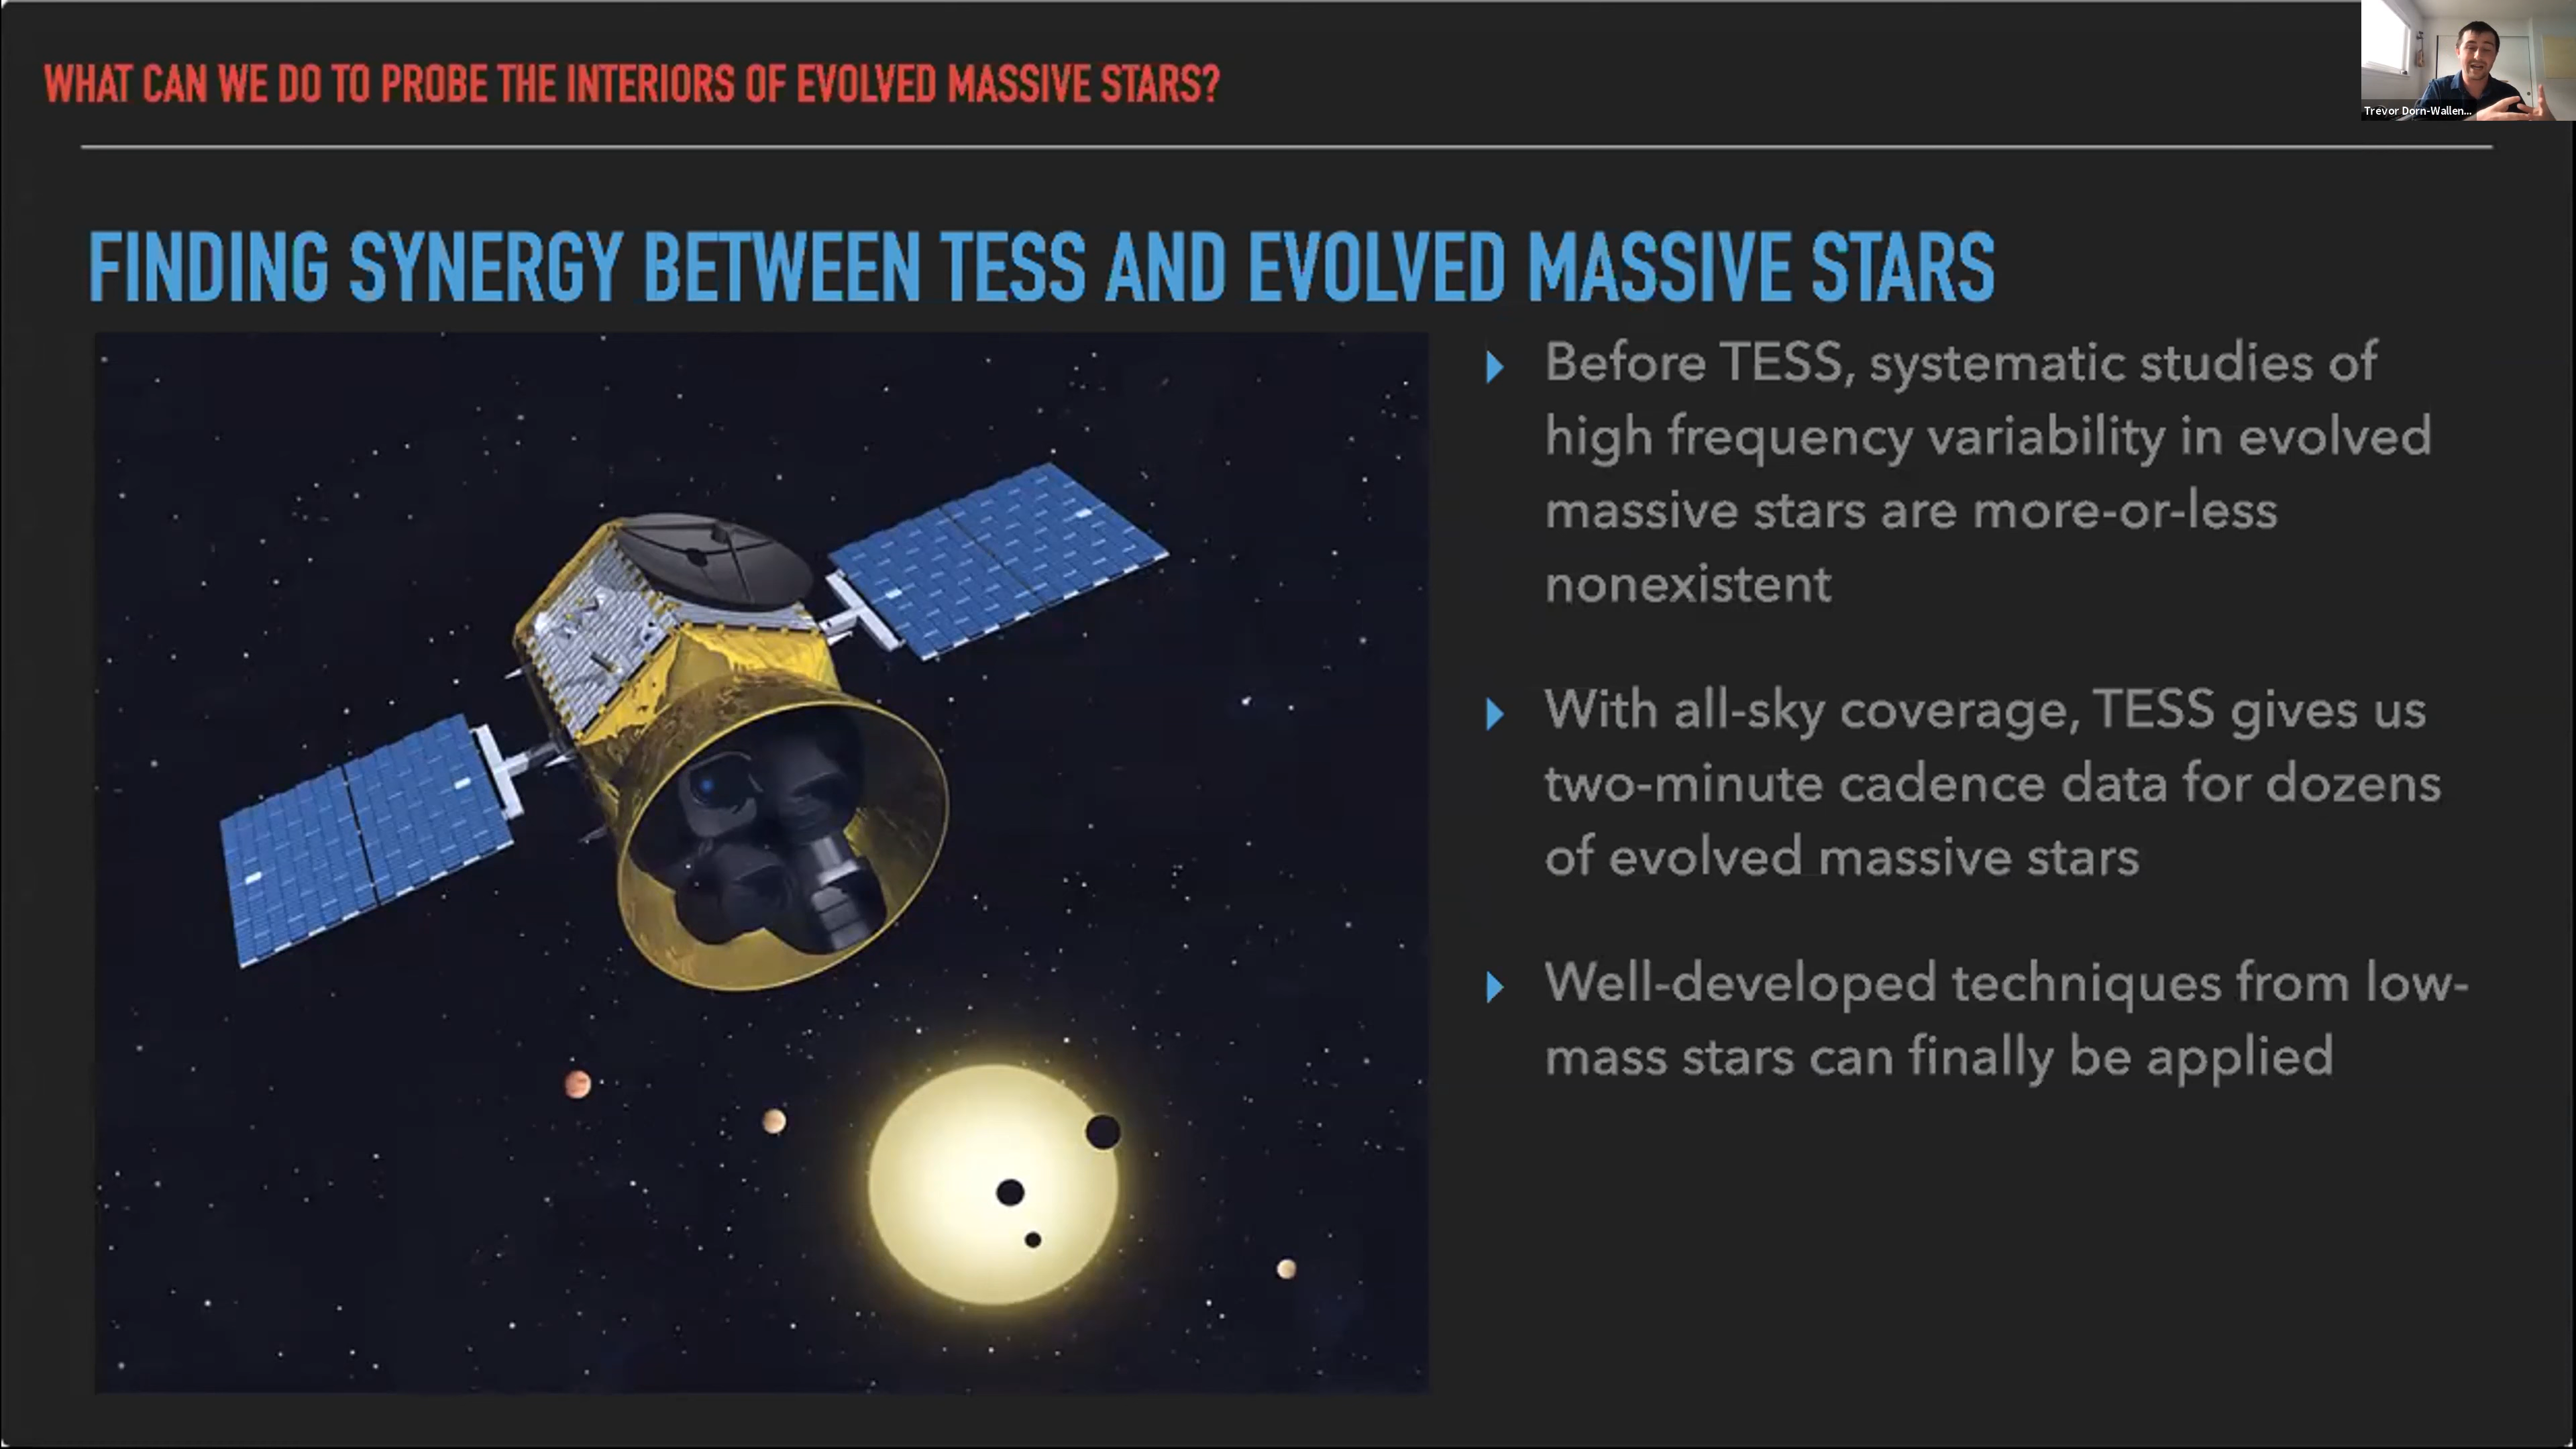 WHAT CAN WE DO TO PROBE THE INTERIORS OF EVOLVED MASSIVE STARS?
Trevor Dorn-Wallen...
FINDING SYNERGY BETWEEN TESS AND EVOLVED MASSIVE STARS
Before TESS, systematic studies of
high frequency variability in evolved
massive stars are more-or-less
nonexistent
With all-sky coverage, TESS gives us
two-minute cadence data for dozens
of evolved massive stars
Well-developed techniques from low-
mass stars can finally be applied